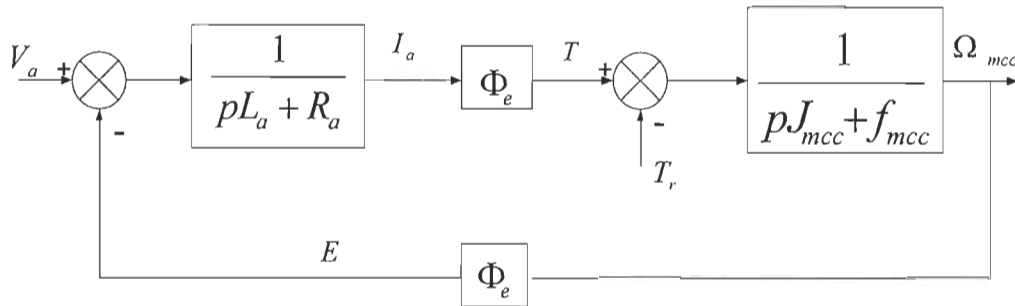 V_a + 1 / (pL_a + R_a) I_a Φ_e T + 1 / (pJ_mcc + f_mcc) Ω_mcc
- -
T_r
E Φ_e